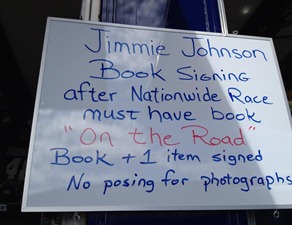 Jimmie Johnson
Book Signing
after Nationwide Race
must have book
"On the Road"
Book + 1 item signed
No posing for photographs